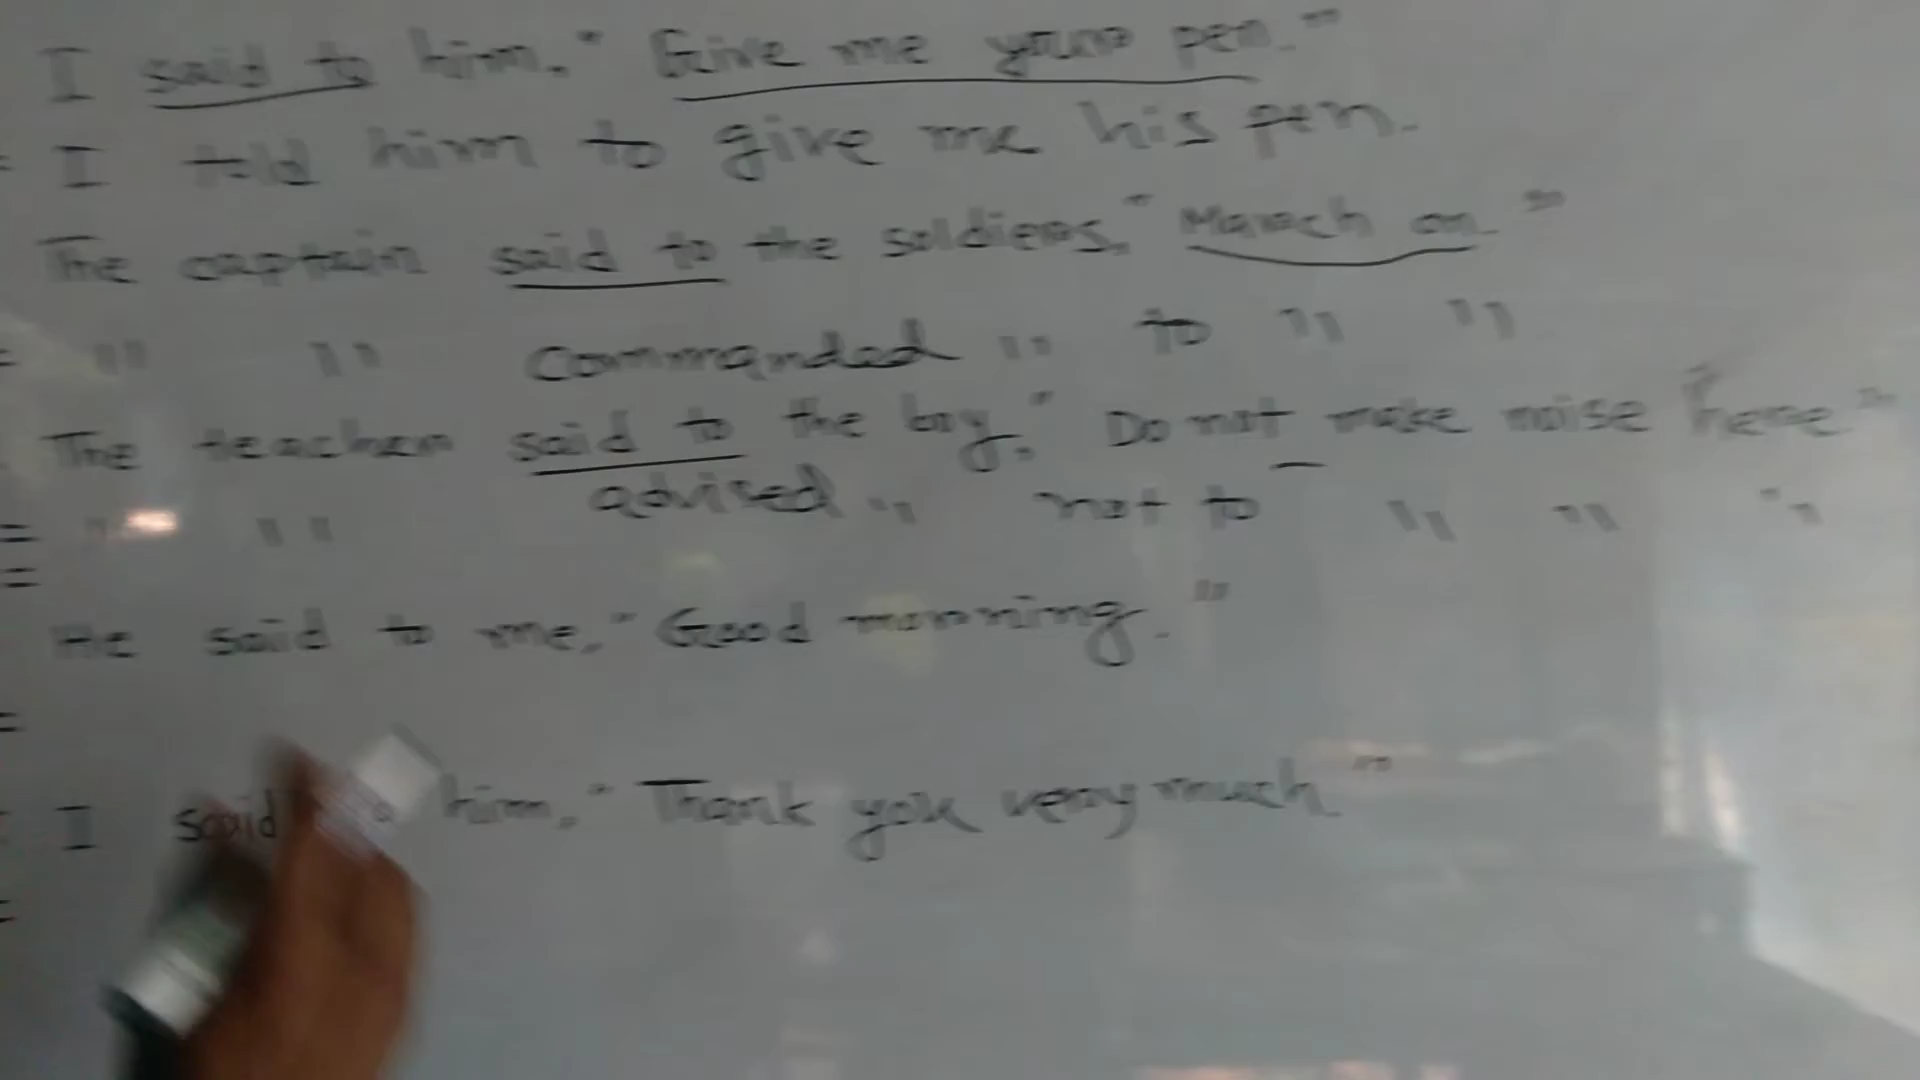 I said to him, "Give me your pen."
= I told him to give me his pen.
The captain said to the soldiers, "March on."
= " " Commanded " to " "
The teacher said to the boy, "Do not make noise here"
= " " advised " not to " " "
=
He said to me, "Good morning."
=
I said him, "Thank you very much"
=